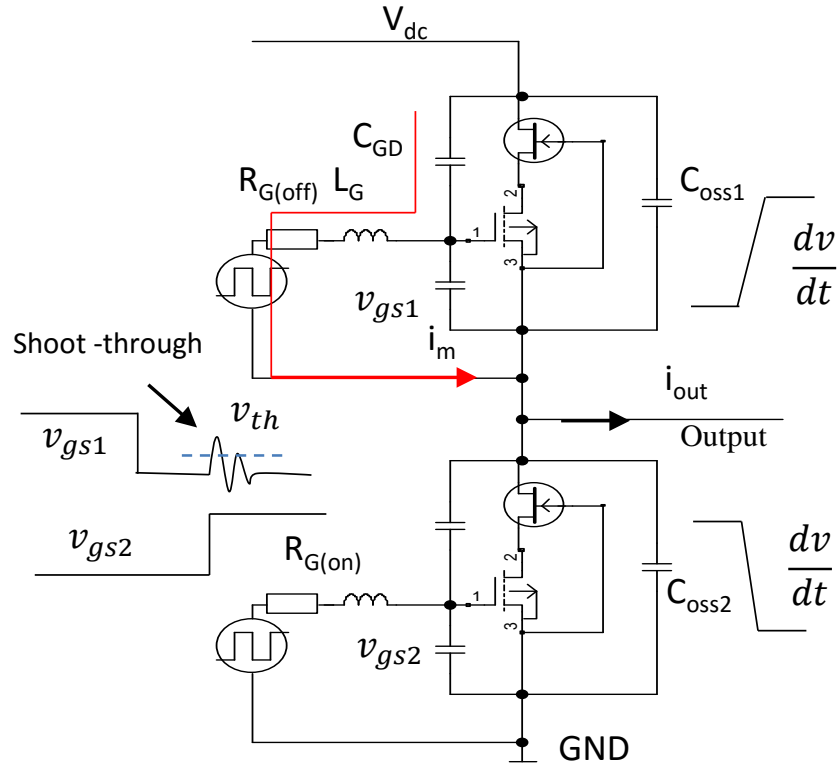 V_dc
C_GD
R_G(off) L_G
C_oss1
2
1
3
dv/dt
v_gs1
i_m
Shoot -through
i_out
v_th
Output
v_gs1
v_gs2
R_G(on)
2
1
3
C_oss2
dv/dt
v_gs2
GND